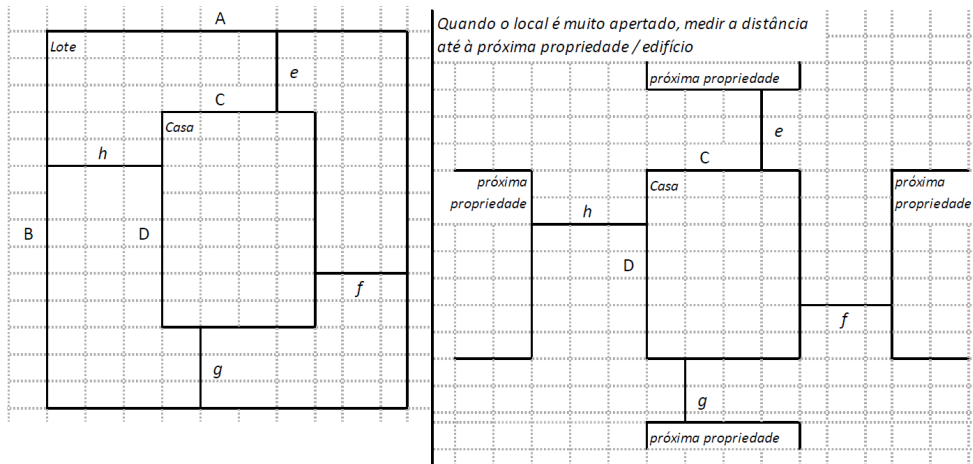 A
Lote
e
C
Casa
h
B
D
f
g
Quando o local é muito apertado, medir a distância
até à próxima propriedade / edifício
próxima propriedade
e
C
próxima
propriedade
Casa
próxima
propriedade
h
D
f
g
próxima propriedade